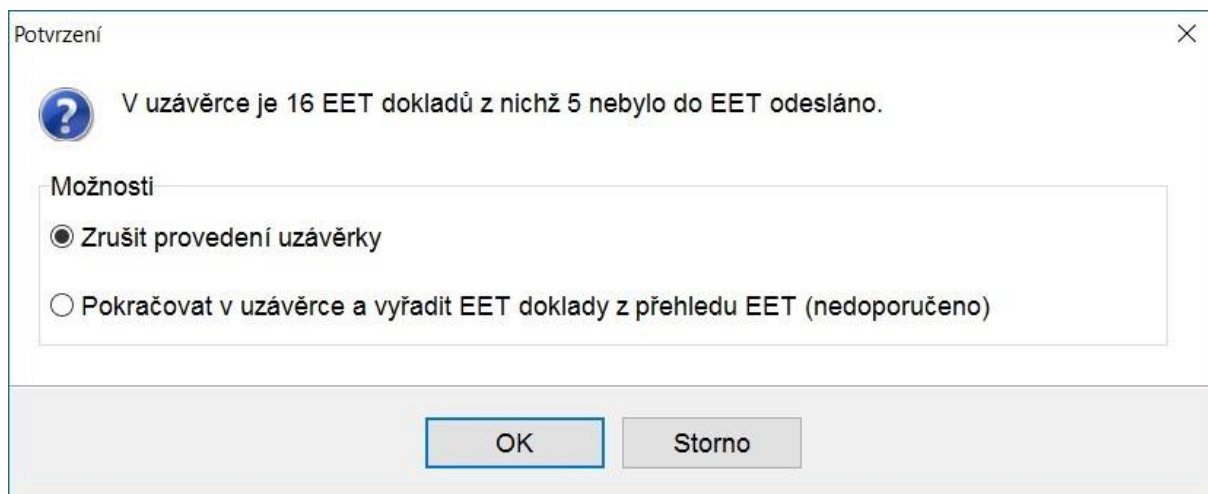 Potvrzení
V uzávěrce je 16 EET dokladů z nichž 5 nebylo do EET odesláno.
Možnosti
Zrušit provedení uzávěrky
Pokračovat v uzávěrce a vyřadit EET doklady z přehledu EET (nedoporučeno)
OK Storno